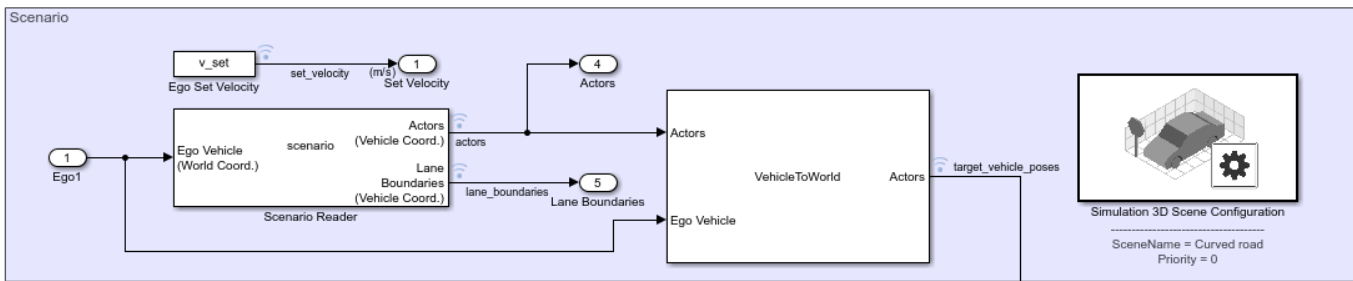 Scenario
v_set
Ego Set Velocity
set_velocity
(m/s)
1
Set Velocity
4
Actors
1
Ego1
Ego Vehicle
(World Coord.)
scenario
Actors
(Vehicle Coord.)
Lane
Boundaries
(Vehicle Coord.)
Scenario Reader
actors
lane_boundaries
5
Lane Boundaries
Actors
Ego Vehicle
VehicleToWorld
Actors
target_vehicle_poses
Simulation 3D Scene Configuration
SceneName = Curved road
Priority = 0